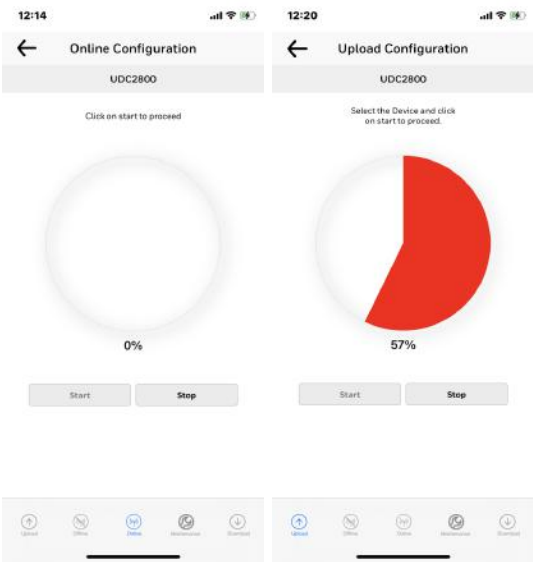 12:14
Online Configuration
UDC2800
Click on start to proceed
0%
Start
Stop
Upload
Offline
Online
Maintenance
Download
12:20
Upload Configuration
UDC2800
Select the Device and click
on start to proceed.
57%
Start
Stop
Upload
Offline
Online
Maintenance
Download